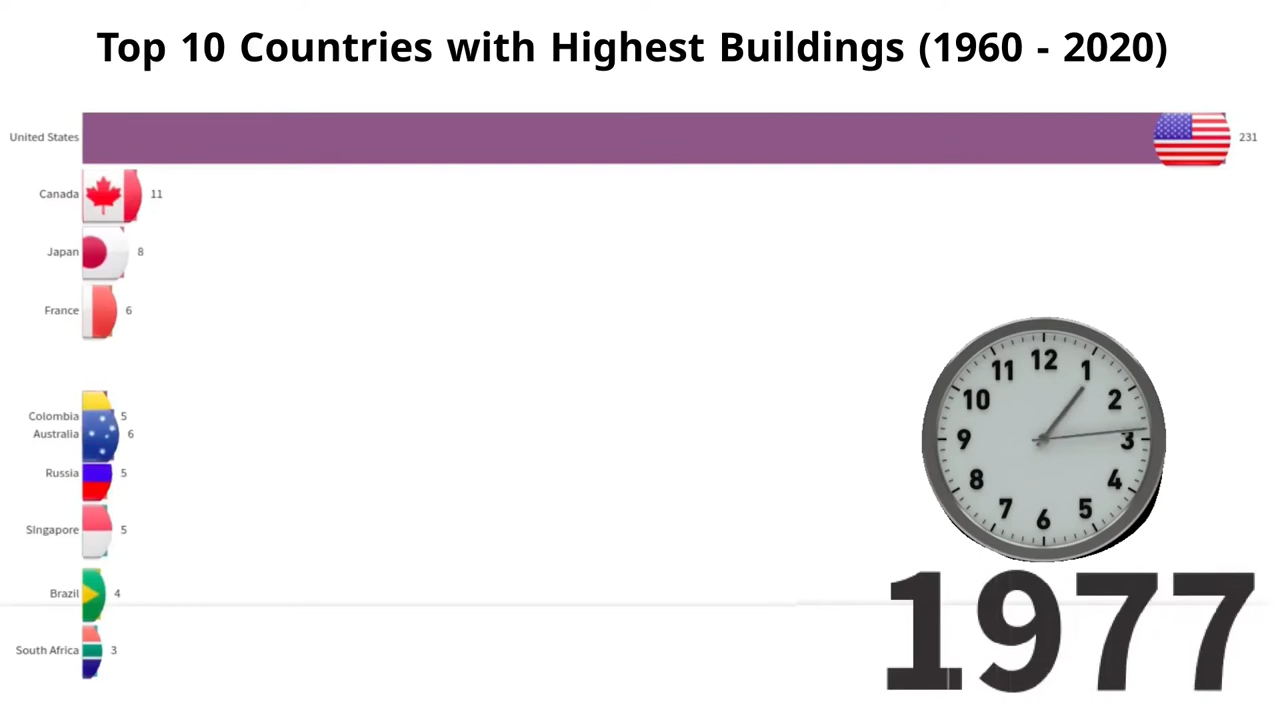 Top 10 Countries with Highest Buildings (1960 - 2020)
United States 231
Canada 11
Japan 8
France 6
Colombia 5
Australia 6
Russia 5
SIngapore 5
Brazil 4
South Africa 3
12
11 1
10 2
9 3
8 4
7 5
6
1977